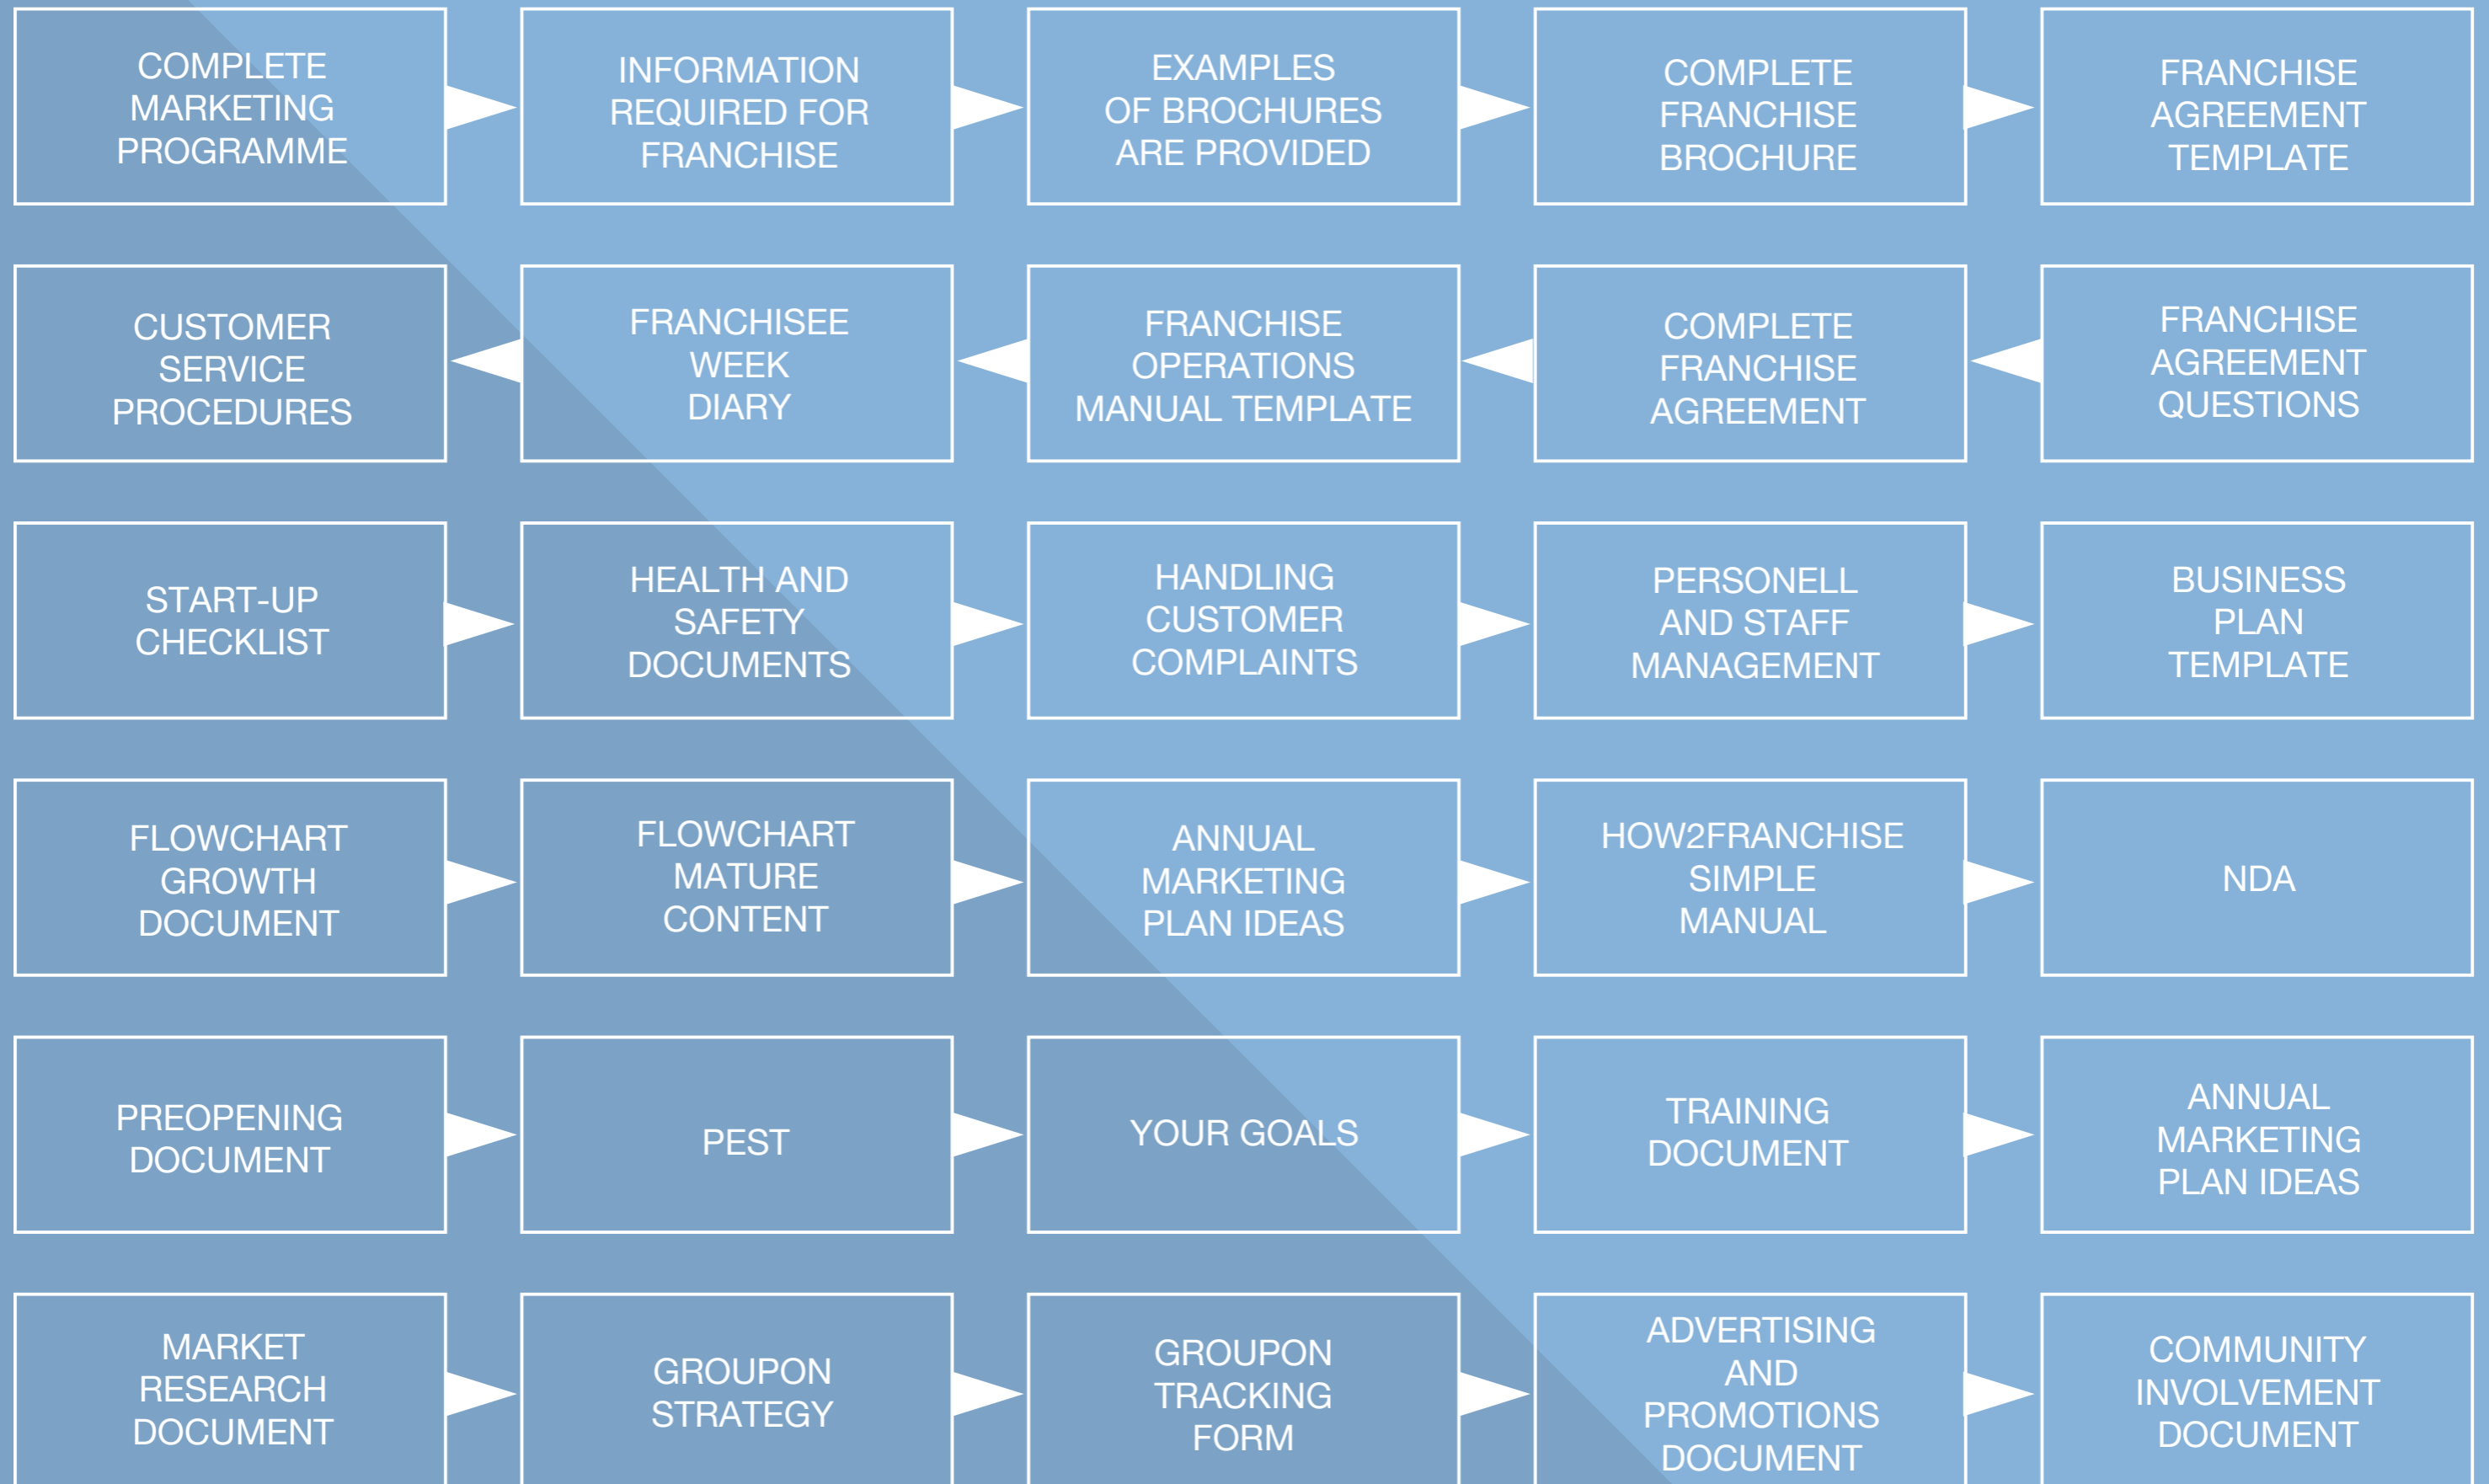 COMPLETE
MARKETING
PROGRAMME
INFORMATION
REQUIRED FOR
FRANCHISE
EXAMPLES
OF BROCHURES
ARE PROVIDED
COMPLETE
FRANCHISE
BROCHURE
FRANCHISE
AGREEMENT
TEMPLATE
CUSTOMER
SERVICE
PROCEDURES
FRANCHISEE
WEEK
DIARY
FRANCHISE
OPERATIONS
MANUAL TEMPLATE
COMPLETE
FRANCHISE
AGREEMENT
FRANCHISE
AGREEMENT
QUESTIONS
START-UP
CHECKLIST
HEALTH AND
SAFETY
DOCUMENTS
HANDLING
CUSTOMER
COMPLAINTS
PERSONELL
AND STAFF
MANAGEMENT
BUSINESS
PLAN
TEMPLATE
FLOWCHART
GROWTH
DOCUMENT
FLOWCHART
MATURE
CONTENT
ANNUAL
MARKETING
PLAN IDEAS
HOW2FRANCHISE
SIMPLE
MANUAL
NDA
PREOPENING
DOCUMENT
PEST
YOUR GOALS
TRAINING
DOCUMENT
ANNUAL
MARKETING
PLAN IDEAS
MARKET
RESEARCH
DOCUMENT
GROUPON
STRATEGY
GROUPON
TRACKING
FORM
ADVERTISING
AND
PROMOTIONS
DOCUMENT
COMMUNITY
INVOLVEMENT
DOCUMENT